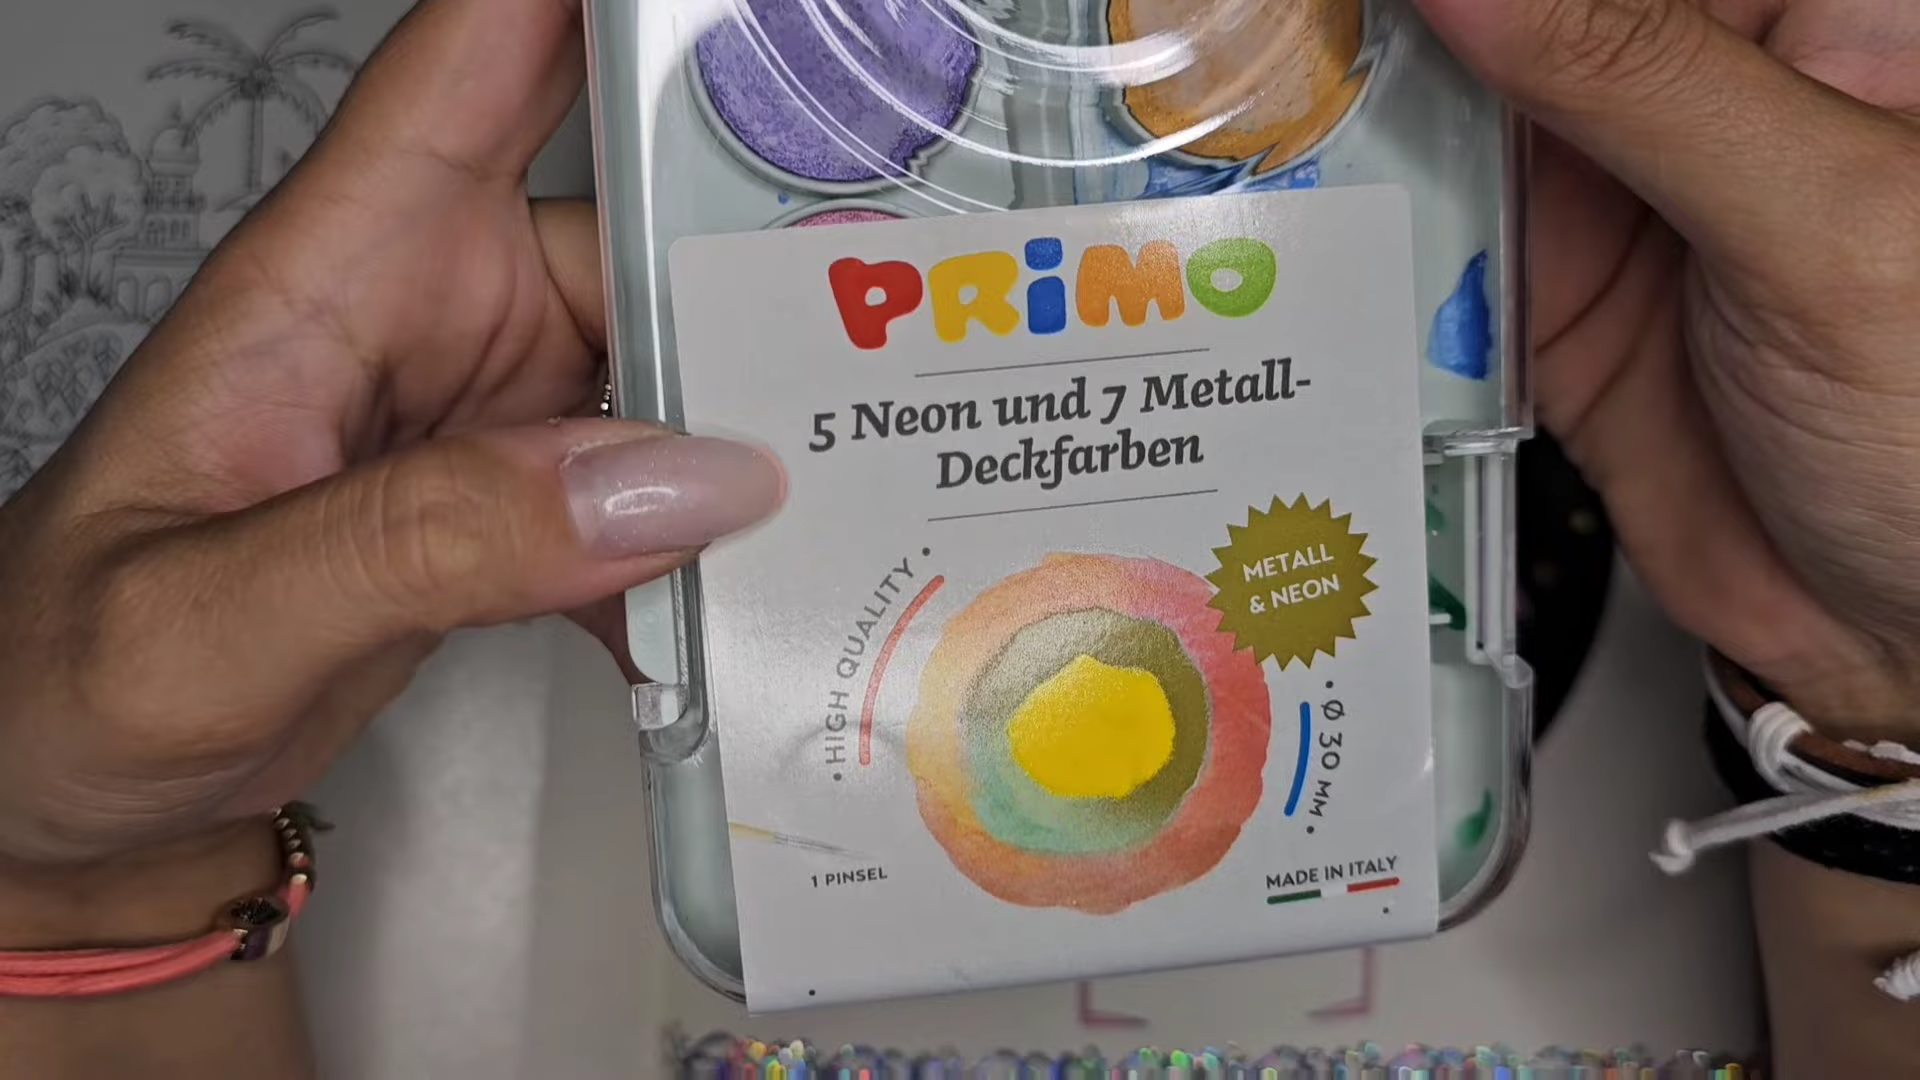 PRIMO
5 Neon und 7 Metall-
Deckfarben
METALL
& NEON
• HIGH QUALITY •
• Ø 30 MM •
1 PINSEL
MADE IN ITALY